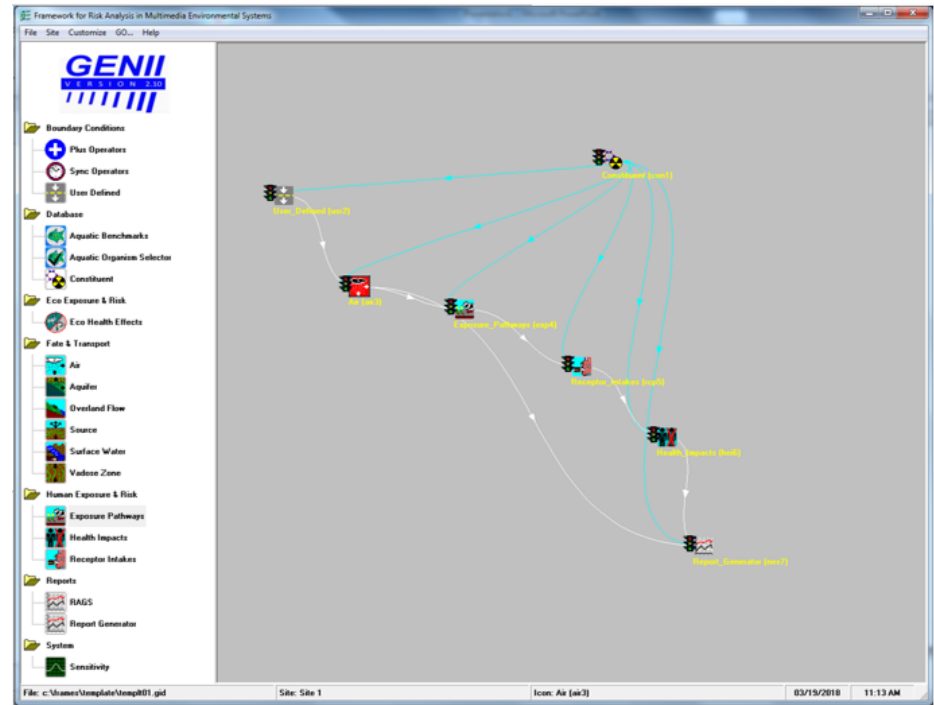 Framework for Risk Analysis in Multimedia Environmental Systems
File Site Customize GO... Help
GENII
VERSION 2.10
Boundary Conditions
Plus Operators
Sync Operators
User Defined
Database
Aquatic Benchmarks
Aquatic Organism Selector
Constituent
Eco Exposure & Risk
Eco Health Effects
Fate & Transport
Air
Aquifer
Overland Flow
Source
Surface Water
Vadose Zone
Human Exposure & Risk
Exposure Pathways
Health Impacts
Receptor Intakes
Reports
RAGS
Report Generator
System
Sensitivity
Constituent (con1)
User_Defined (usr2)
Air (air3)
Exposure_Pathways (exp4)
Receptor_Intakes (rcp5)
Health_Impacts (hei6)
Report_Generator
File: c:\frames\template\templt01.gid
Site: Site 1
Icon: Air (air3)
03/19/2018
11:13 AM